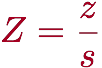 Z = z/s